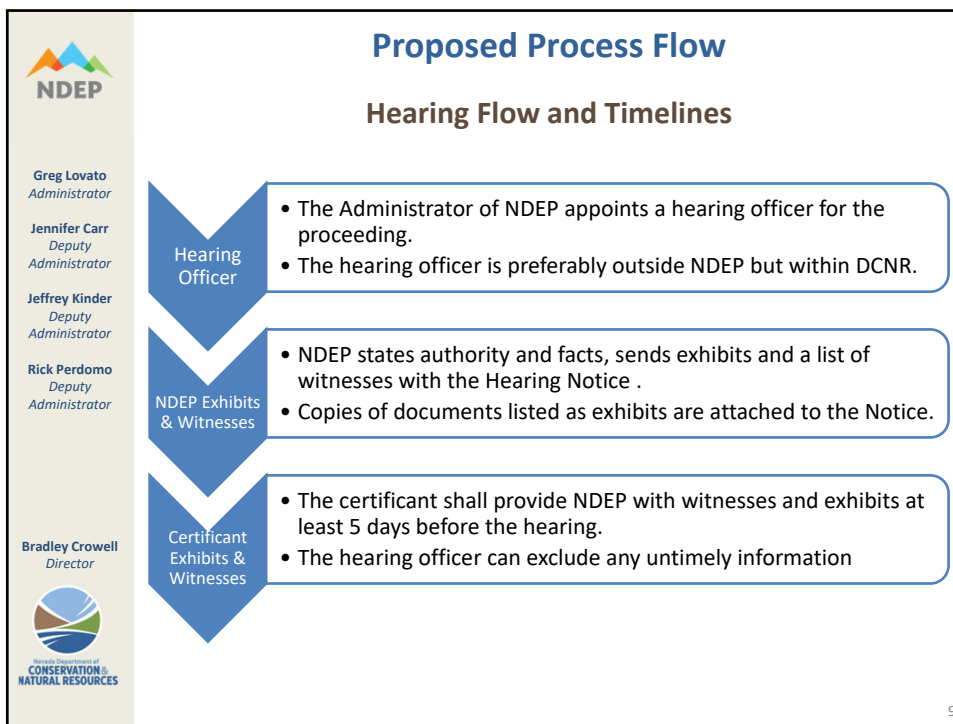 NDEP
Greg Lovato
Administrator
Jennifer Carr
Deputy
Administrator
Jeffrey Kinder
Deputy
Administrator
Rick Perdomo
Deputy
Administrator
Bradley Crowell
Director
Nevada Department of
CONSERVATION &
NATURAL RESOURCES
Proposed Process Flow
Hearing Flow and Timelines
Hearing
Officer
• The Administrator of NDEP appoints a hearing officer for the
proceeding.
• The hearing officer is preferably outside NDEP but within DCNR.
NDEP Exhibits
& Witnesses
• NDEP states authority and facts, sends exhibits and a list of
witnesses with the Hearing Notice .
• Copies of documents listed as exhibits are attached to the Notice.
Certificant
Exhibits &
Witnesses
• The certificant shall provide NDEP with witnesses and exhibits at
least 5 days before the hearing.
• The hearing officer can exclude any untimely information
9